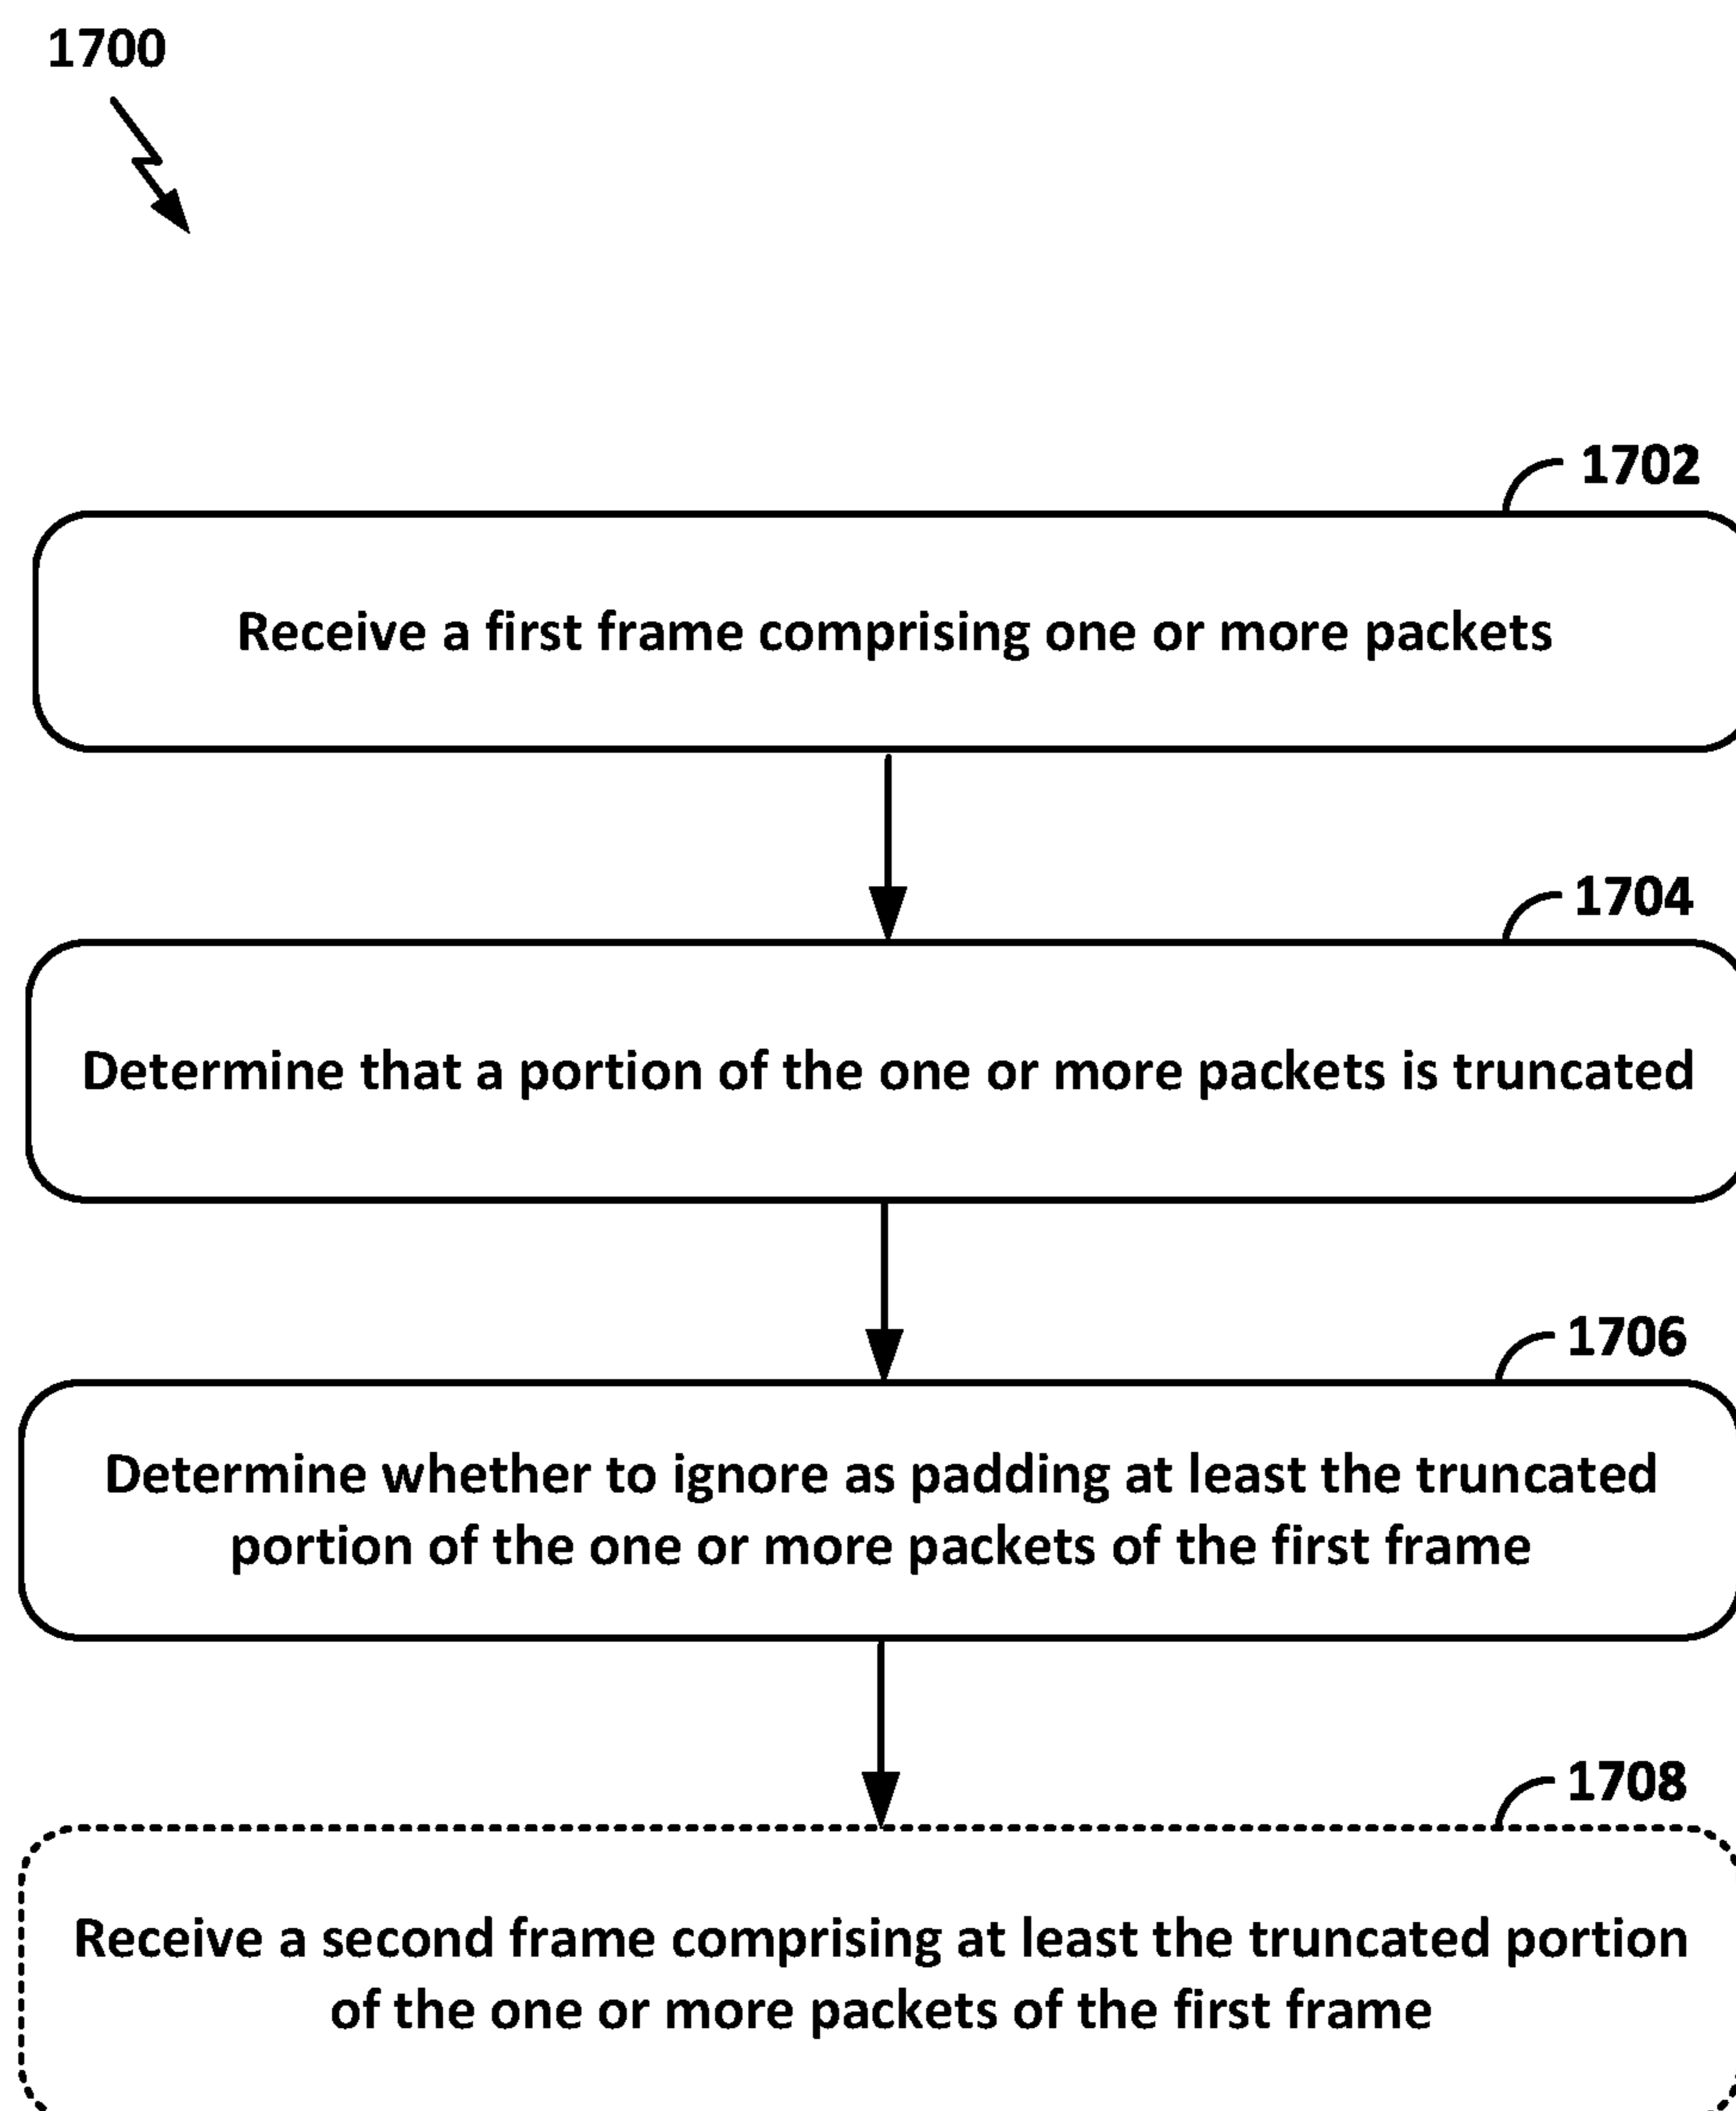 1700
1702
Receive a first frame comprising one or more packets
1704
Determine that a portion of the one or more packets is truncated
1706
Determine whether to ignore as padding at least the truncated
portion of the one or more packets of the first frame
1708
Receive a second frame comprising at least the truncated portion
of the one or more packets of the first frame